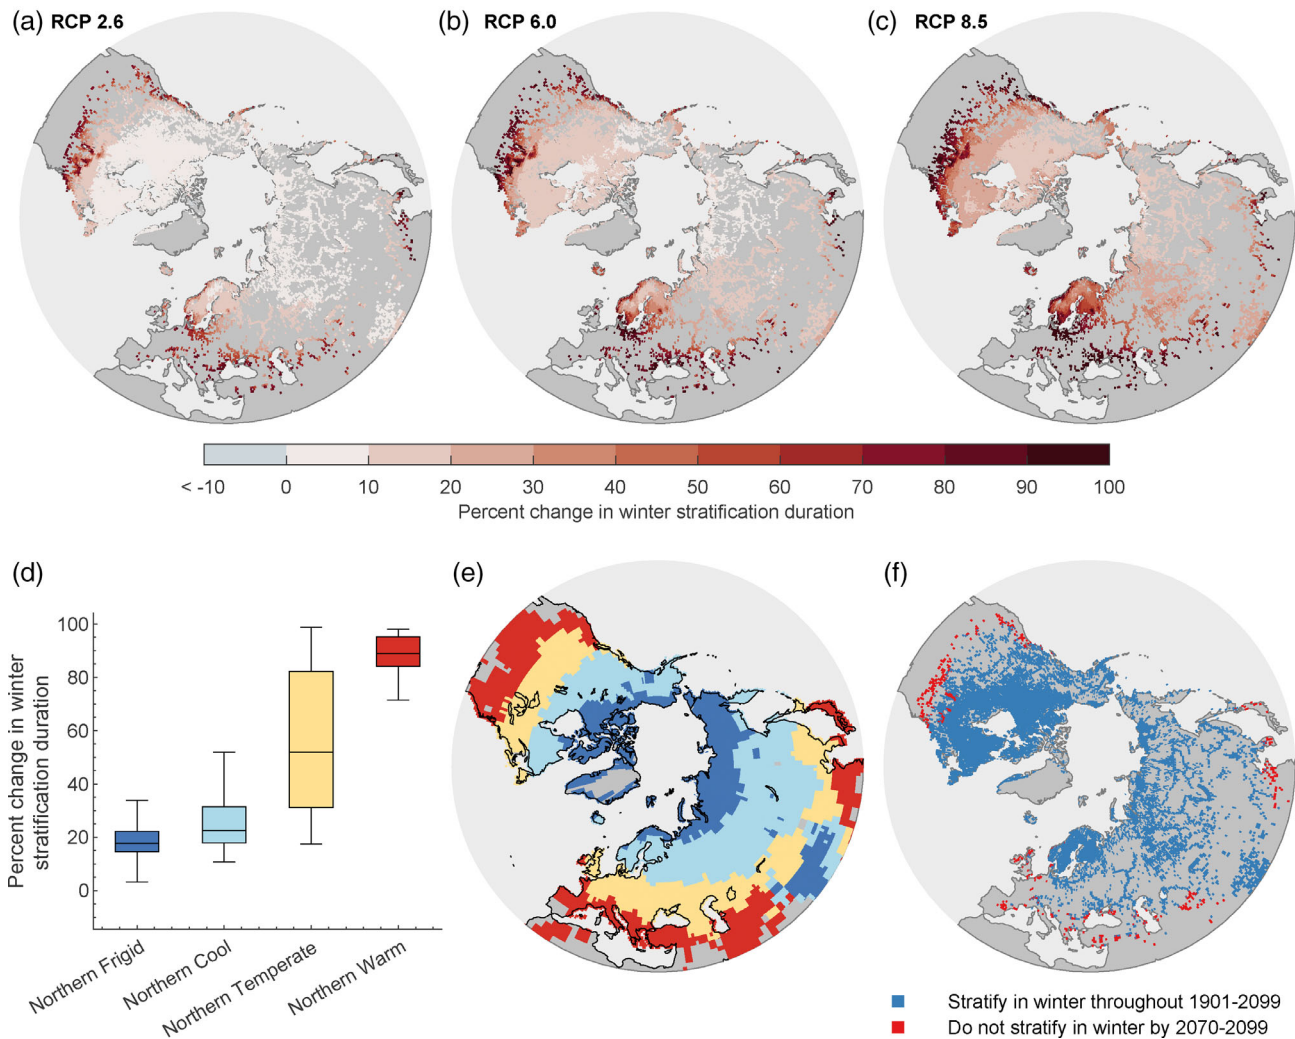 (a) RCP 2.6
(b) RCP 6.0
(c) RCP 8.5
< -10 0 10 20 30 40 50 60 70 80 90 100
Percent change in winter stratification duration
(d)
Percent change in winter
stratification duration
100
80
60
40
20
0
Northern Frigid
Northern Cool
Northern Temperate
Northern Warm
(e)
(f)
Stratify in winter throughout 1901-2099
Do not stratify in winter by 2070-2099